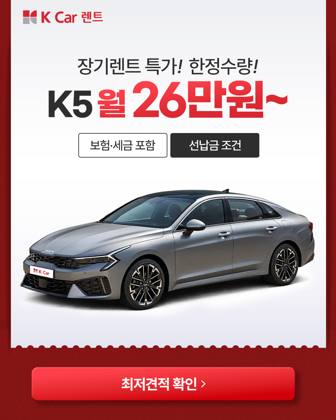 K Car 렌트
장기렌트 특가! 한정수량!
K5 월 26만원~
보험·세금 포함 선납금 조건
K Car
최저견적 확인 >